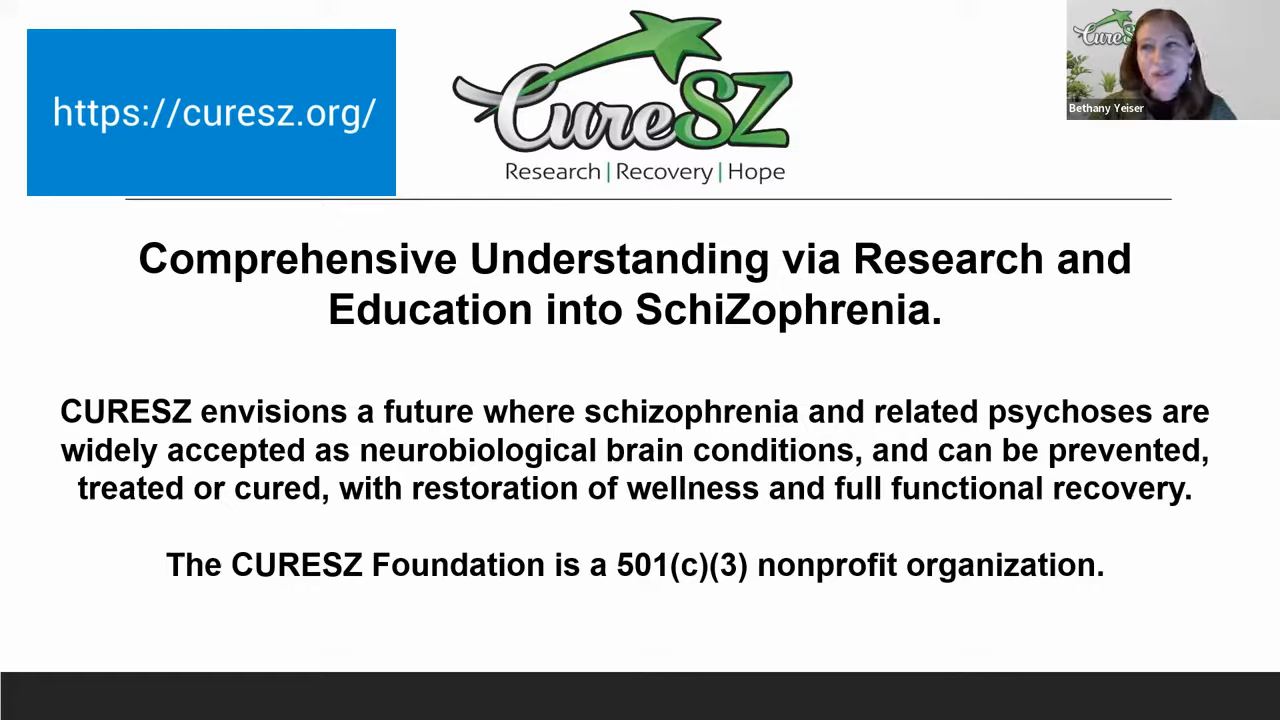 https://curesz.org/
CureSZ
Research | Recovery | Hope
CureS
Bethany Yeiser
Comprehensive Understanding via Research and
Education into SchiZophrenia.
CURESZ envisions a future where schizophrenia and related psychoses are
widely accepted as neurobiological brain conditions, and can be prevented,
treated or cured, with restoration of wellness and full functional recovery.
The CURESZ Foundation is a 501(c)(3) nonprofit organization.